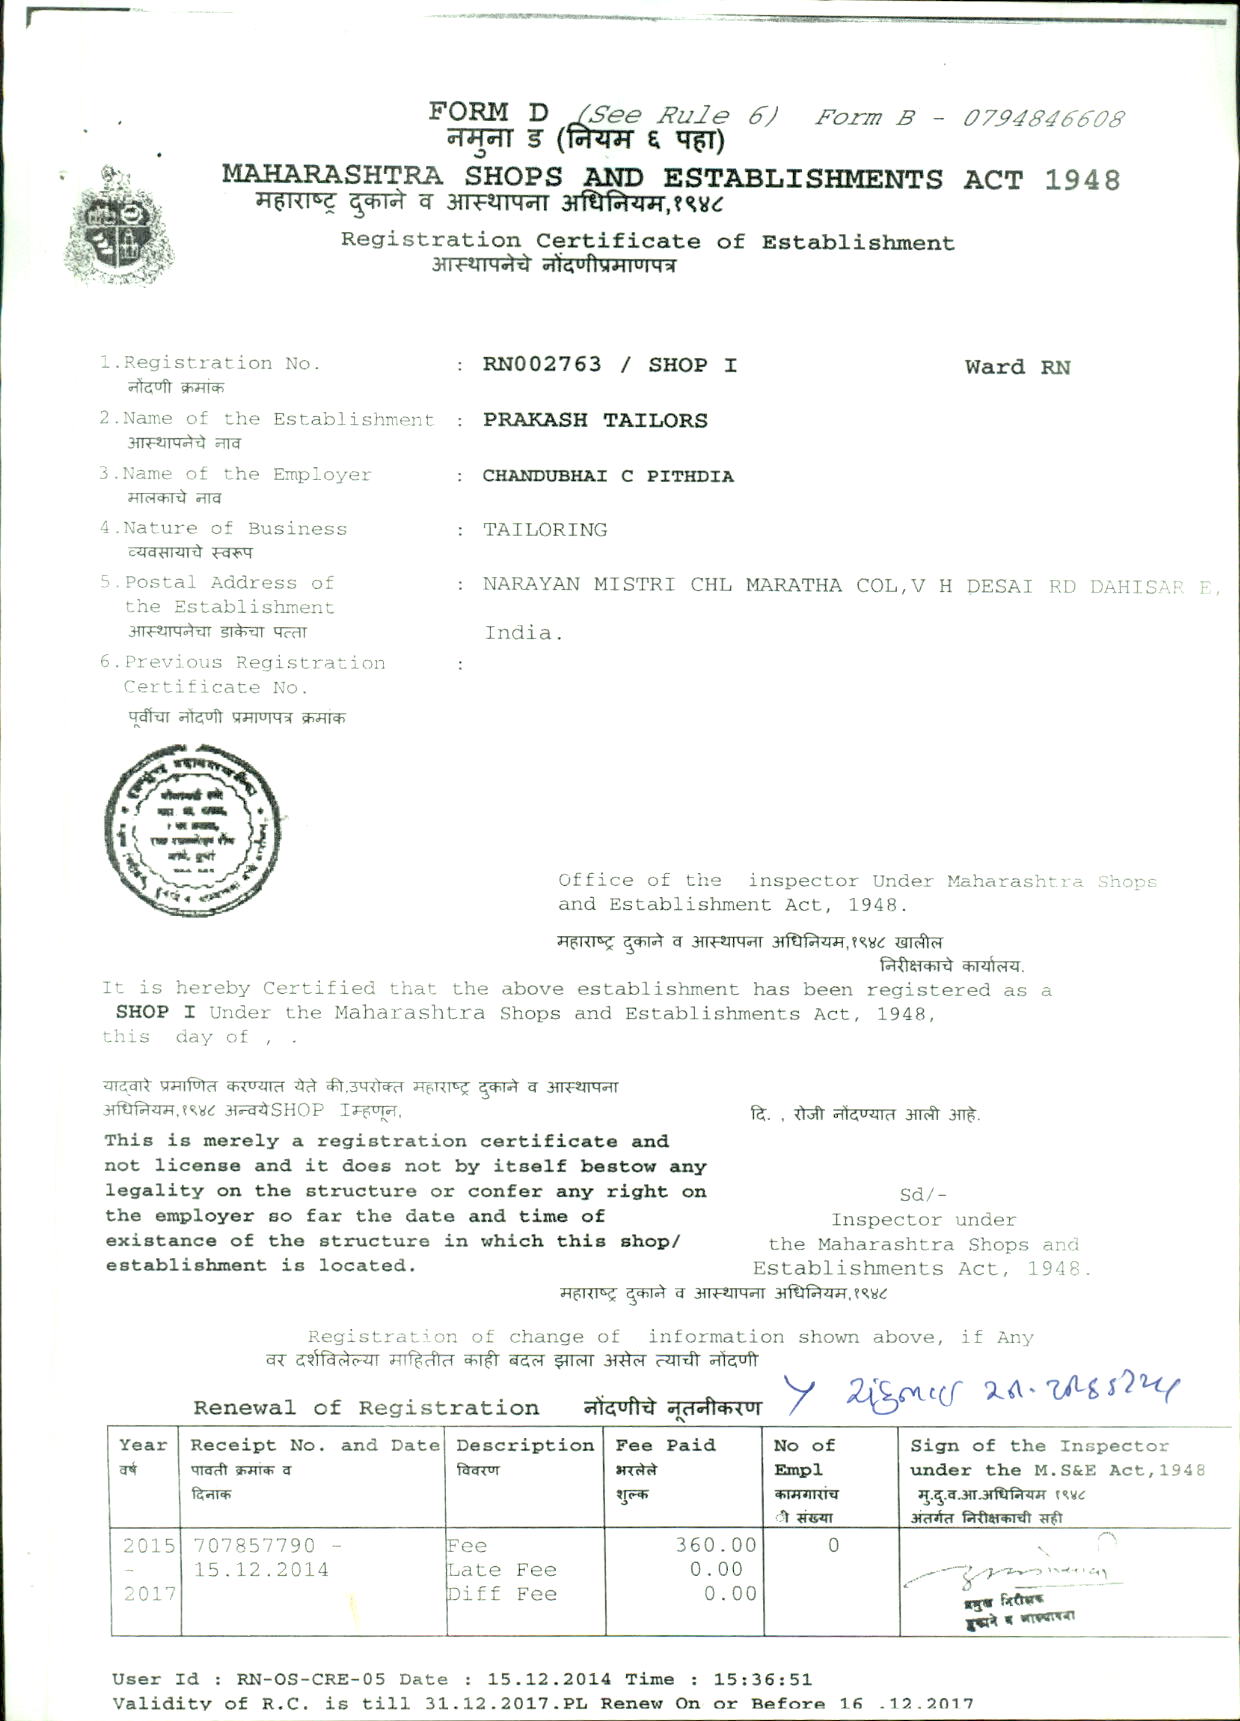 FORM D (See Rule 6) Form B - 0794846608
नमुना ड (नियम ६ पहा)
MAHARASHTRA SHOPS AND ESTABLISHMENTS ACT 1948
महाराष्ट्र दुकाने व आस्थापना अधिनियम,१९४८
Registration Certificate of Establishment
आस्थापनेचे नोंदणीप्रमाणपत्र
1.Registration No. : RN002763 / SHOP I Ward RN
नोंदणी क्रमांक
2.Name of the Establishment : PRAKASH TAILORS
आस्थापनेचे नाव
3.Name of the Employer : CHANDUBHAI C PITHDIA
मालकाचे नाव
4.Nature of Business : TAILORING
व्यवसायाचे स्वरूप
5.Postal Address of : NARAYAN MISTRI CHL MARATHA COL,V H DESAI RD DAHISAR E,
the Establishment
आस्थापनेचा डाकेचा पत्ता India.
6.Previous Registration :
Certificate No.
पूर्वीचा नोंदणी प्रमाणपत्र क्रमांक
Office of the inspector Under Maharashtra Shops
and Establishment Act, 1948.
महाराष्ट्र दुकाने व आस्थापना अधिनियम,१९४८ खालील
निरीक्षकाचे कार्यालय.
It is hereby Certified that the above establishment has been registered as a
SHOP I Under the Maharashtra Shops and Establishments Act, 1948,
this day of , .
याद्वारे प्रमाणित करण्यात येते की.उपरोक्त महाराष्ट्र दुकाने व आस्थापना
अधिनियम,१९४८ अन्वयेSHOP Iम्हणून, दि. , रोजी नोंदण्यात आली आहे.
This is merely a registration certificate and
not license and it does not by itself bestow any
legality on the structure or confer any right on
the employer so far the date and time of
existance of the structure in which this shop/
establishment is located.
Sd/-
Inspector under
the Maharashtra Shops and
Establishments Act, 1948.
महाराष्ट्र दुकाने व आस्थापना अधिनियम,१९४८
Registration of change of information shown above, if Any
वर दर्शविलेल्या माहितीत काही बदल झाला असेल त्याची नोंदणी
Renewal of Registration नोंदणीचे नूतनीकरण
Year Receipt No. and Date Description Fee Paid No of Sign of the Inspector
वर्ष पावती क्रमांक व विवरण भरलेले Empl under the M.S&E Act,1948
दिनांक शुल्क कामगारांच मु.दु.व.आ.अधिनियम १९४८
ी संख्या अंतर्गत निरीक्षकाची सही
2015 707857790 - Fee 360.00 0
- 15.12.2014 Late Fee 0.00
2017 Diff Fee 0.00
प्रमुख निरीक्षक
दुकाने व आस्थापना
User Id : RN-OS-CRE-05 Date : 15.12.2014 Time : 15:36:51
Validity of R.C. is till 31.12.2017.PL Renew On or Before 16 .12.2017